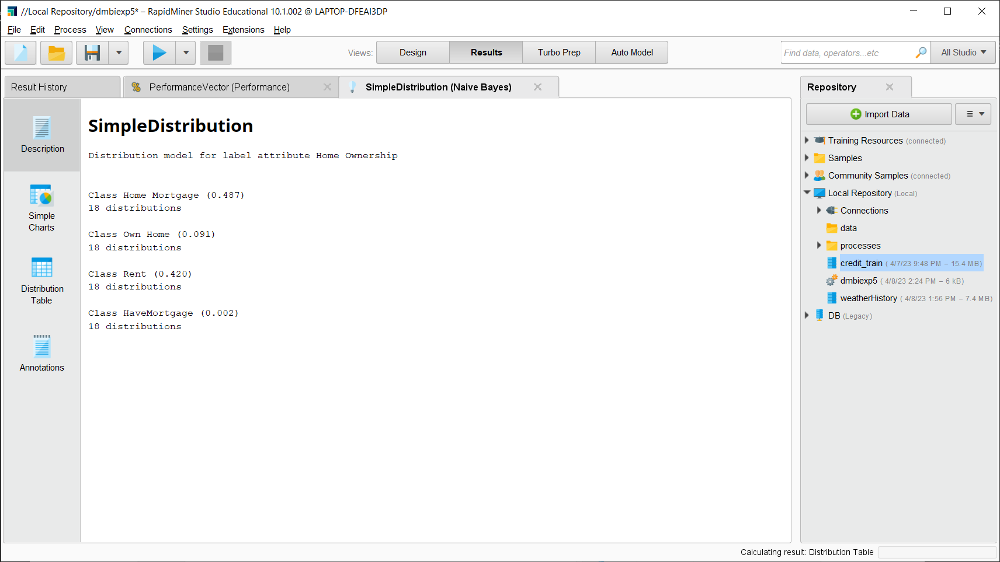 //Local Repository/dmbiexp5* – RapidMiner Studio Educational 10.1.002 @ LAPTOP-DFEAI3DP
File Edit Process View Connections Settings Extensions Help
Views: Design Results Turbo Prep Auto Model Find data, operators...etc All Studio
Result History PerformanceVector (Performance) SimpleDistribution (Naive Bayes) Repository
Import Data
Description
Simple
Charts
Distribution
Table
Annotations
SimpleDistribution
Distribution model for label attribute Home Ownership
Class Home Mortgage (0.487)
18 distributions
Class Own Home (0.091)
18 distributions
Class Rent (0.420)
18 distributions
Class HaveMortgage (0.002)
18 distributions
Training Resources (connected)
Samples
Community Samples (connected)
Local Repository (Local)
Connections
data
processes
credit_train ( 4/7/23 9:48 PM – 15.4 MB)
dmbiexp5 ( 4/8/23 2:24 PM – 6 kB)
weatherHistory ( 4/8/23 1:56 PM – 7.4 MB)
DB (Legacy)
Calculating result: Distribution Table